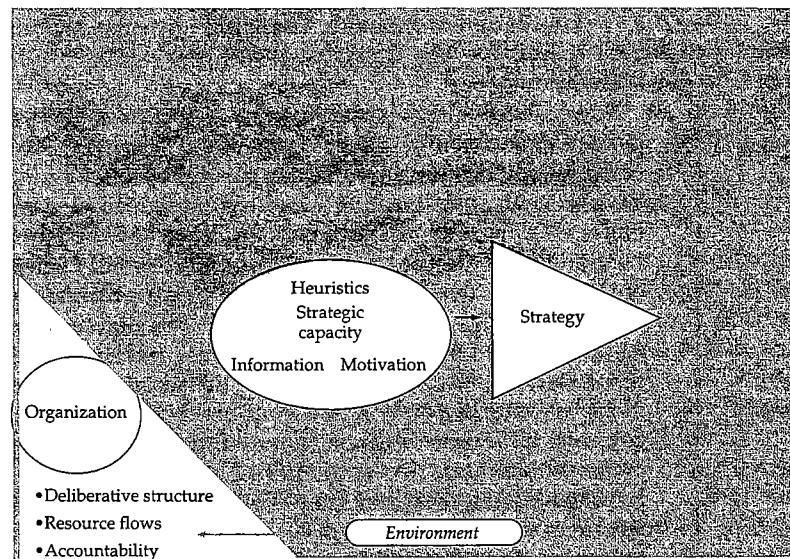 Heuristics
Strategic
capacity
Information Motivation
Strategy
Organization
•Deliberative structure
•Resource flows
•Accountability
Environment